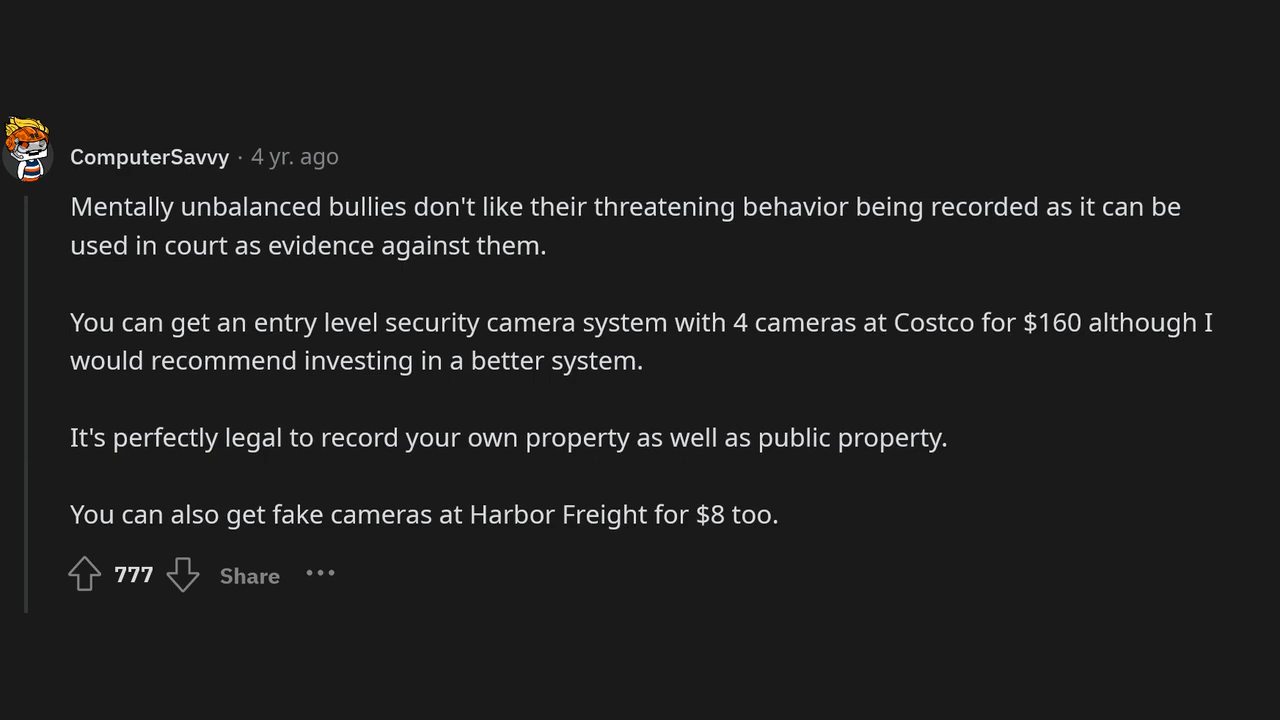 ComputerSavvy · 4 yr. ago
Mentally unbalanced bullies don't like their threatening behavior being recorded as it can be
used in court as evidence against them.
You can get an entry level security camera system with 4 cameras at Costco for $160 although I
would recommend investing in a better system.
It's perfectly legal to record your own property as well as public property.
You can also get fake cameras at Harbor Freight for $8 too.
777 Share ···